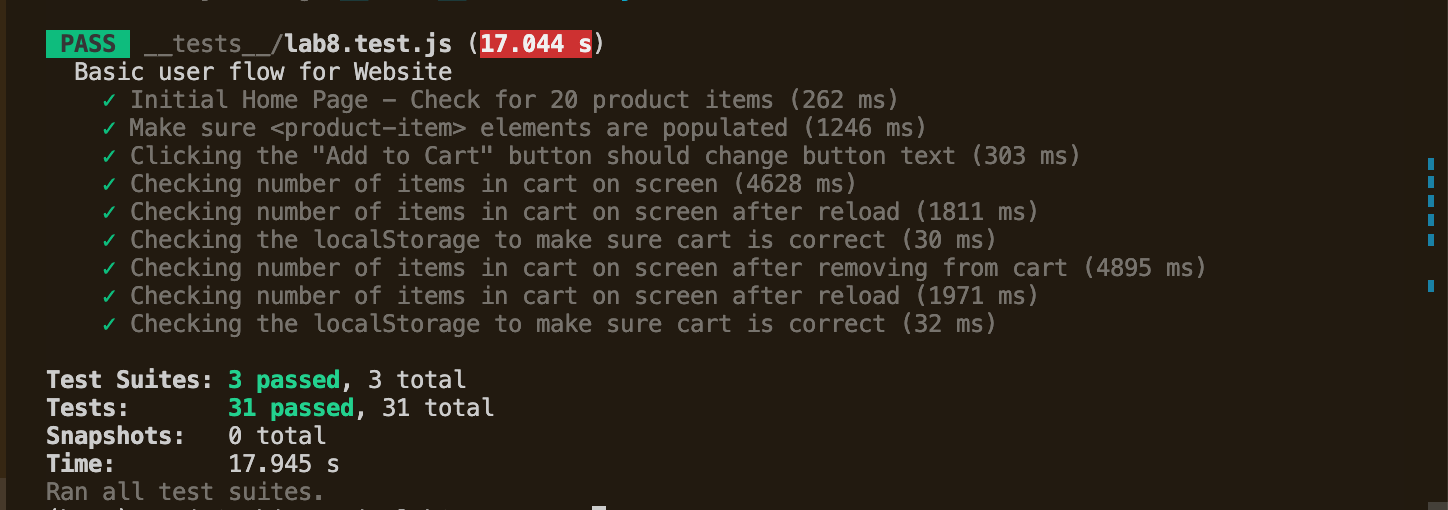 PASS __tests__/lab8.test.js (17.044 s)
Basic user flow for Website
✓ Initial Home Page – Check for 20 product items (262 ms)
✓ Make sure <product-item> elements are populated (1246 ms)
✓ Clicking the "Add to Cart" button should change button text (303 ms)
✓ Checking number of items in cart on screen (4628 ms)
✓ Checking number of items in cart on screen after reload (1811 ms)
✓ Checking the localStorage to make sure cart is correct (30 ms)
✓ Checking number of items in cart on screen after removing from cart (4895 ms)
✓ Checking number of items in cart on screen after reload (1971 ms)
✓ Checking the localStorage to make sure cart is correct (32 ms)
Test Suites: 3 passed, 3 total
Tests: 31 passed, 31 total
Snapshots: 0 total
Time: 17.945 s
Ran all test suites.